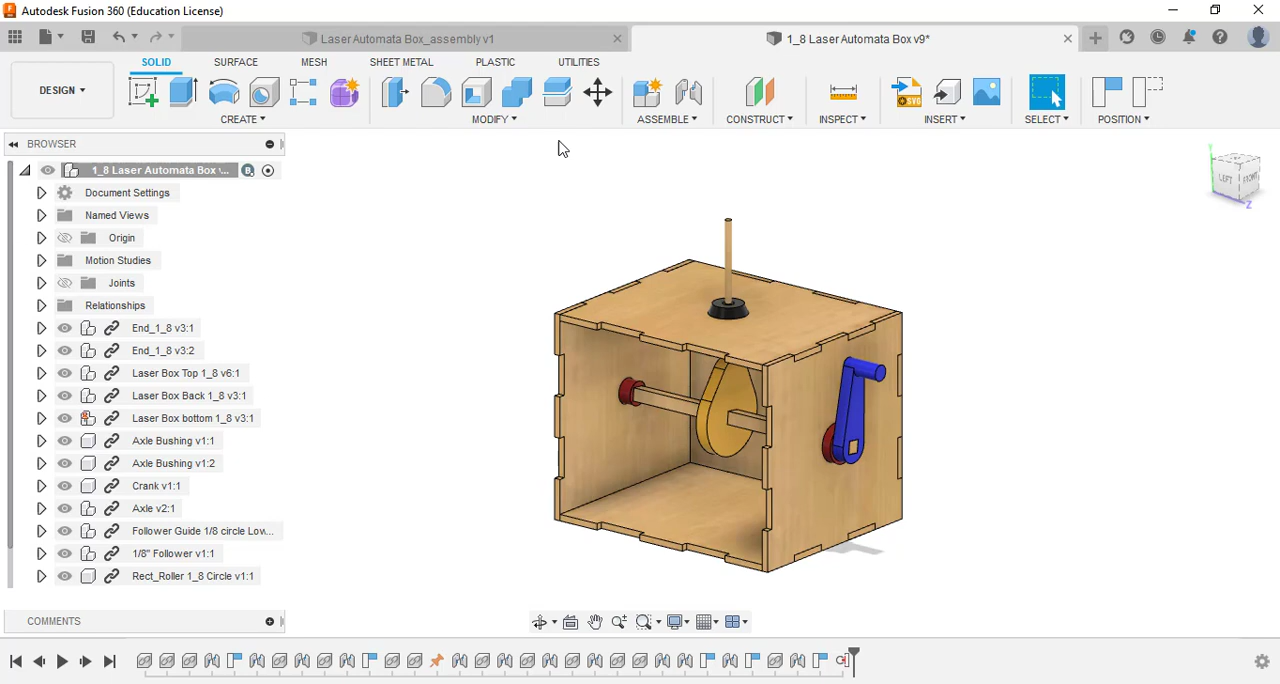 Autodesk Fusion 360 (Education License)
Laser Automata Box_assembly v1
1_8 Laser Automata Box v9*
SOLID
SURFACE
MESH
SHEET METAL
PLASTIC
UTILITIES
DESIGN
CREATE
MODIFY
ASSEMBLE
CONSTRUCT
INSPECT
INSERT
SELECT
POSITION
BROWSER
1_8 Laser Automata Box v...
Document Settings
Named Views
Origin
Motion Studies
Joints
Relationships
End_1_8 v3:1
End_1_8 v3:2
Laser Box Top 1_8 v6:1
Laser Box Back 1_8 v3:1
Laser Box bottom 1_8 v3:1
Axle Bushing v1:1
Axle Bushing v1:2
Crank v1:1
Axle v2:1
Follower Guide 1/8 circle Low...
1/8" Follower v1:1
Rect_Roller 1_8 Circle v1:1
COMMENTS
LEFT
FRONT
Y
Z
SVG
B